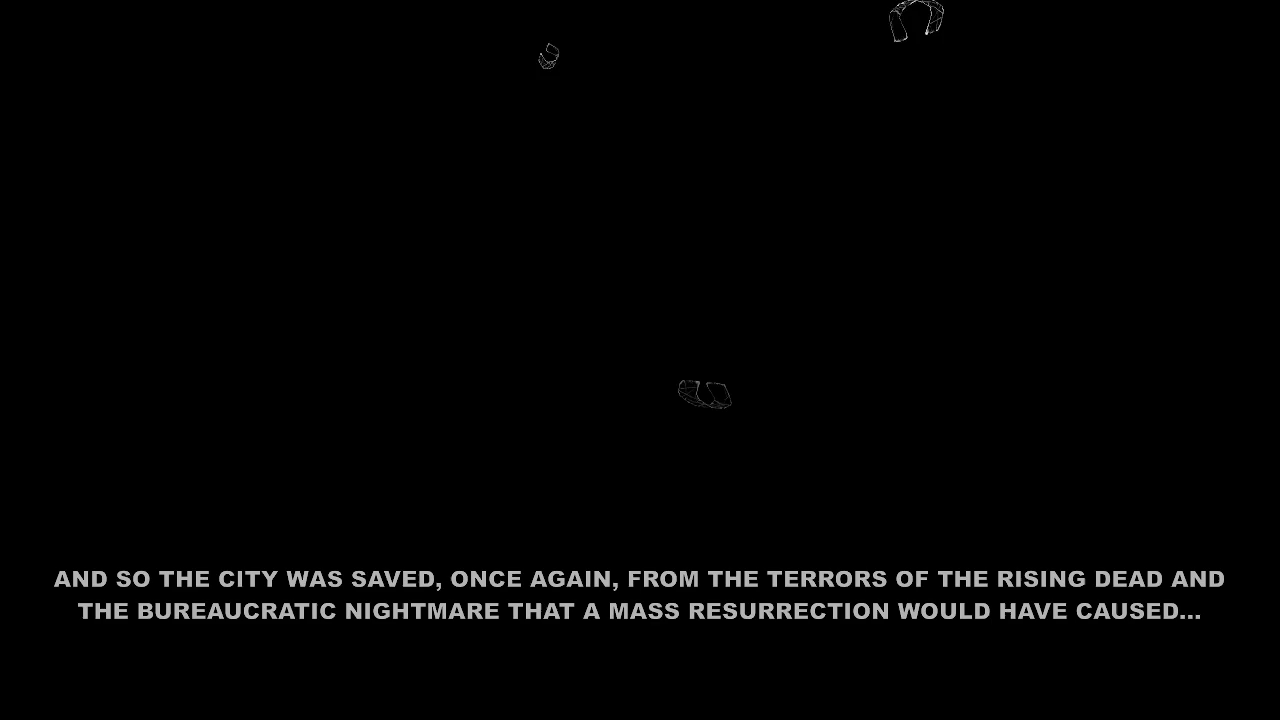 AND SO THE CITY WAS SAVED, ONCE AGAIN, FROM THE TERRORS OF THE RISING DEAD AND
THE BUREAUCRATIC NIGHTMARE THAT A MASS RESURRECTION WOULD HAVE CAUSED...